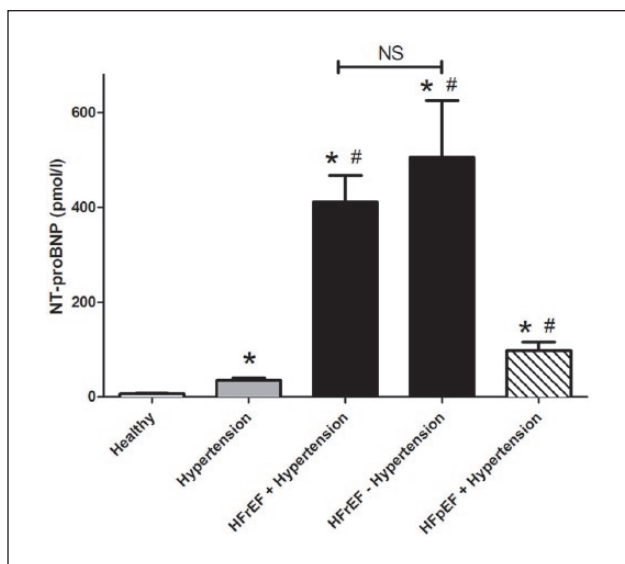 NS
* #
600
* #
400
NT-proBNP (pmol/l)
200
* #
*
0
Healthy
Hypertension
HFrEF + Hypertension
HFrEF - Hypertension
HFpEF + Hypertension